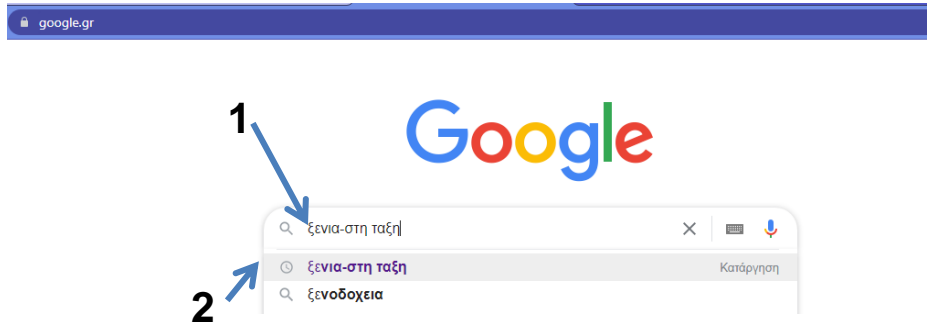 google.gr
1
Google
ξενια-στη ταξη
ξενια-στη ταξη Κατάργηση
2
ξενοδοχεια